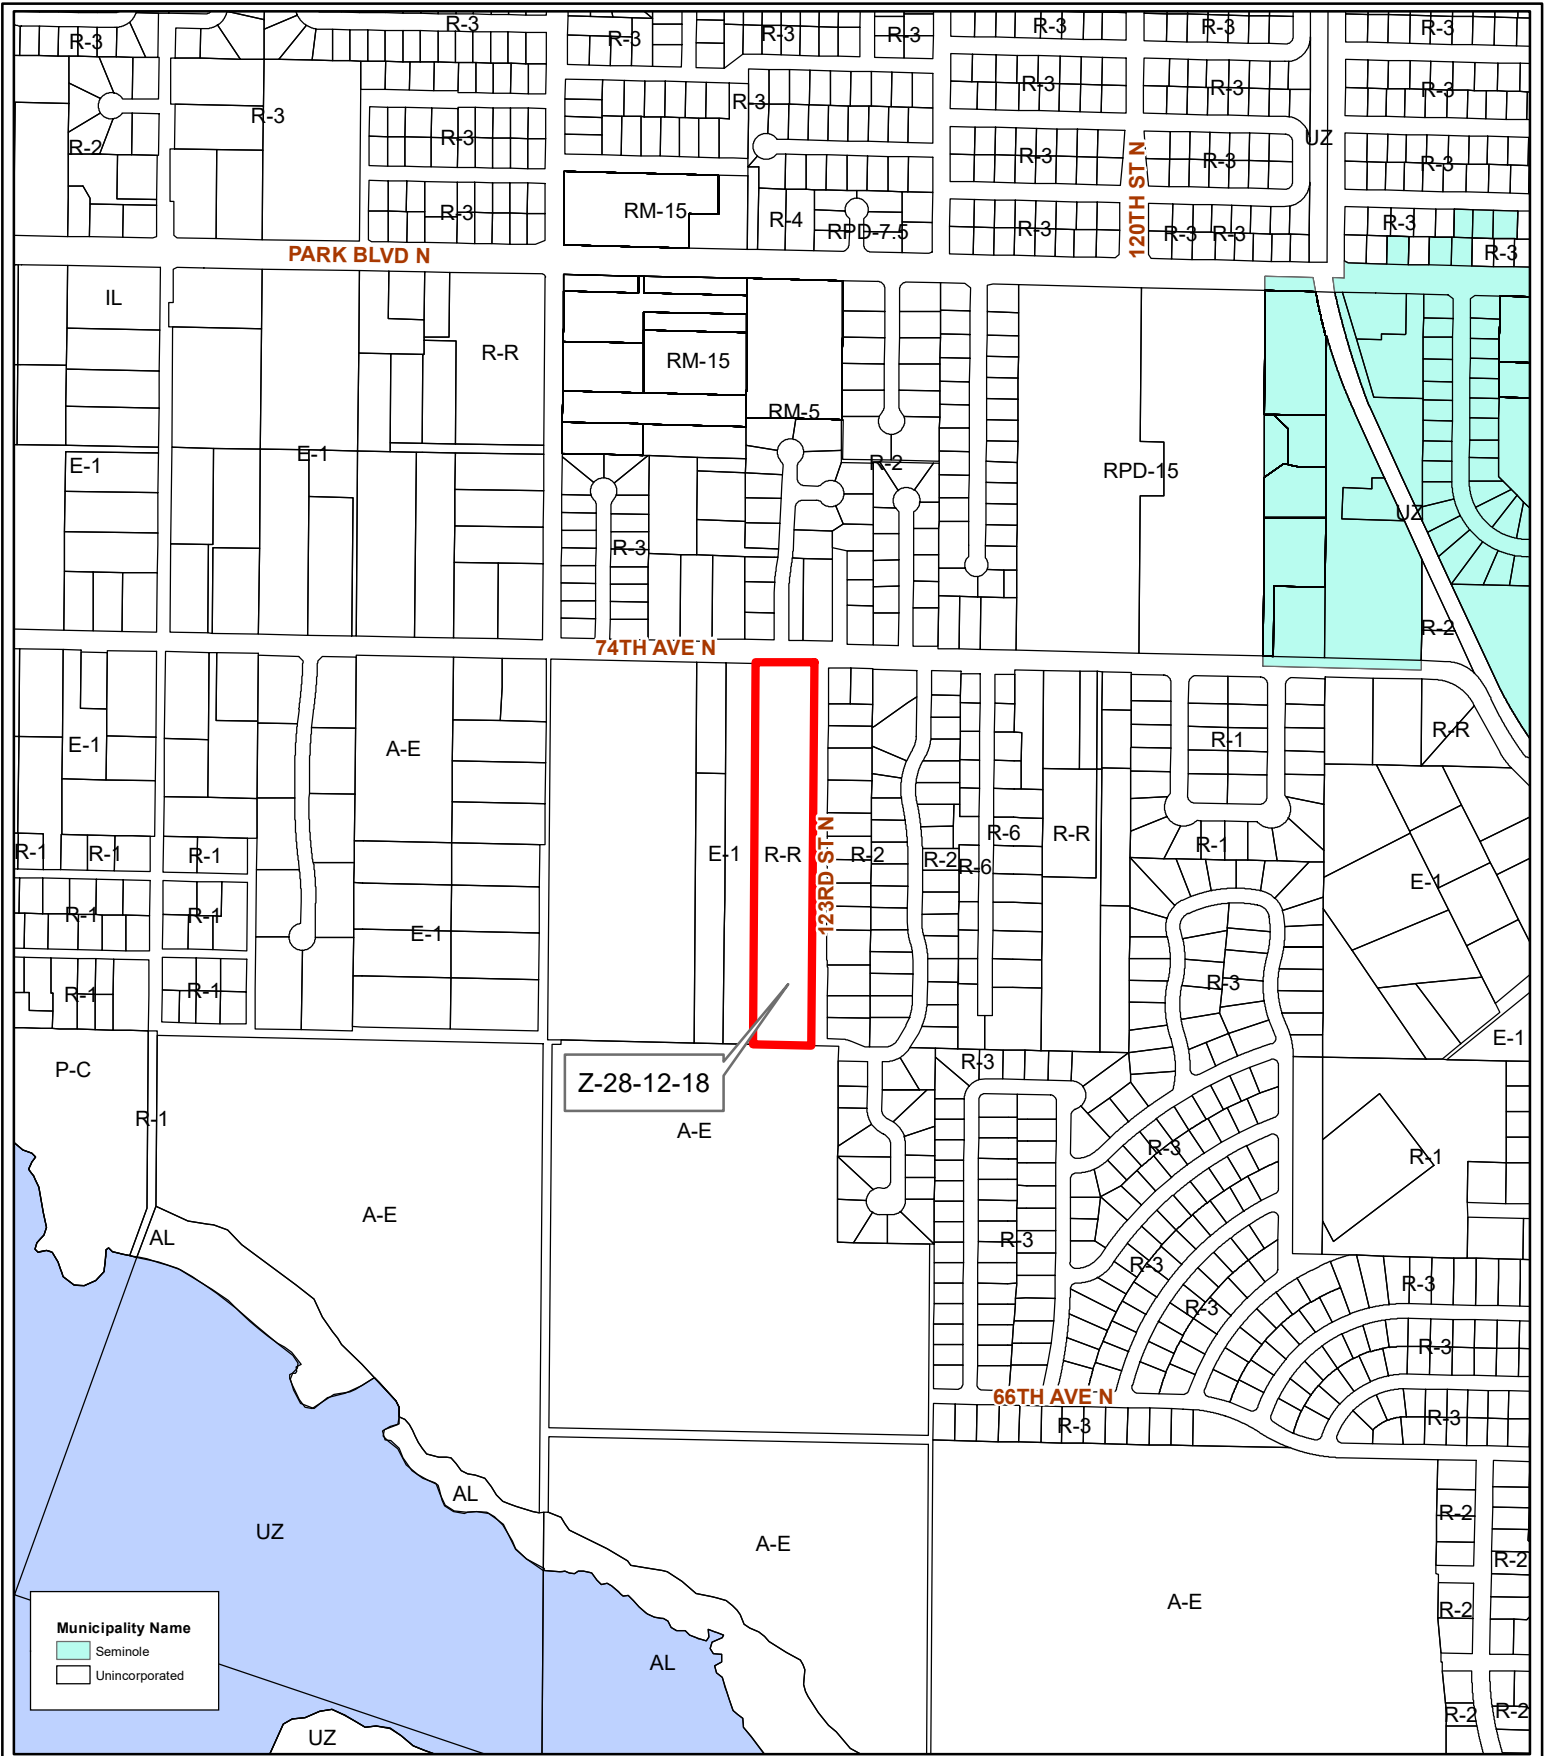 R-3
R-3
R-3
R-3
R-3
R-3
R-3
R-3
R-3
R-3
R-3
R-3
R-3
R-2
R-3
R-3
R-3
UZ
R-3
120TH ST N
R-3
RM-15
R-4
RPD-7.5
R-3
R-3
R-3
R-3
R-3
PARK BLVD N
IL
R-R
RM-15
RM-5
E-1
E-1
R-2
RPD-15
UZ
R-3
R-2
74TH AVE N
E-1
A-E
R-1
R-R
R-1
R-1
R-1
E-1
R-R
123RD ST N
R-2
R-2
R-6
R-6
R-R
R-1
E-1
R-1
R-1
E-1
R-3
R-1
R-1
E-1
P-C
Z-28-12-18
R-3
R-1
A-E
R-3
R-1
A-E
AL
R-3
R-3
R-3
R-3
R-3
66TH AVE N
R-3
R-3
AL
UZ
A-E
R-2
R-2
A-E
R-2
Municipality Name
Seminole
Unincorporated
AL
R-2
R-2
UZ